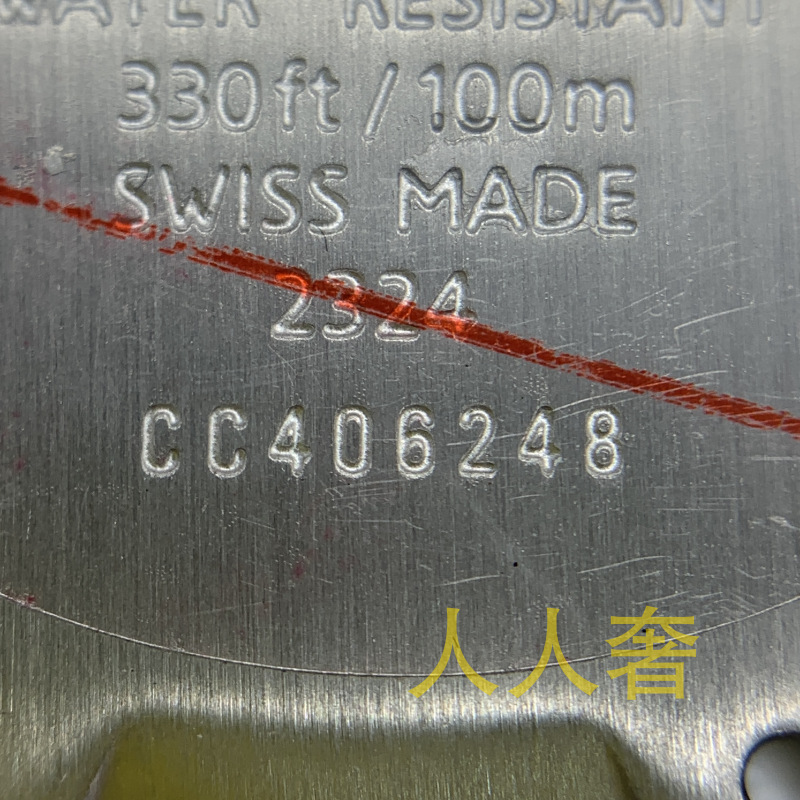 WATER RESISTANT
330ft/100m
SWISS MADE
2324
CC406248
人人奢